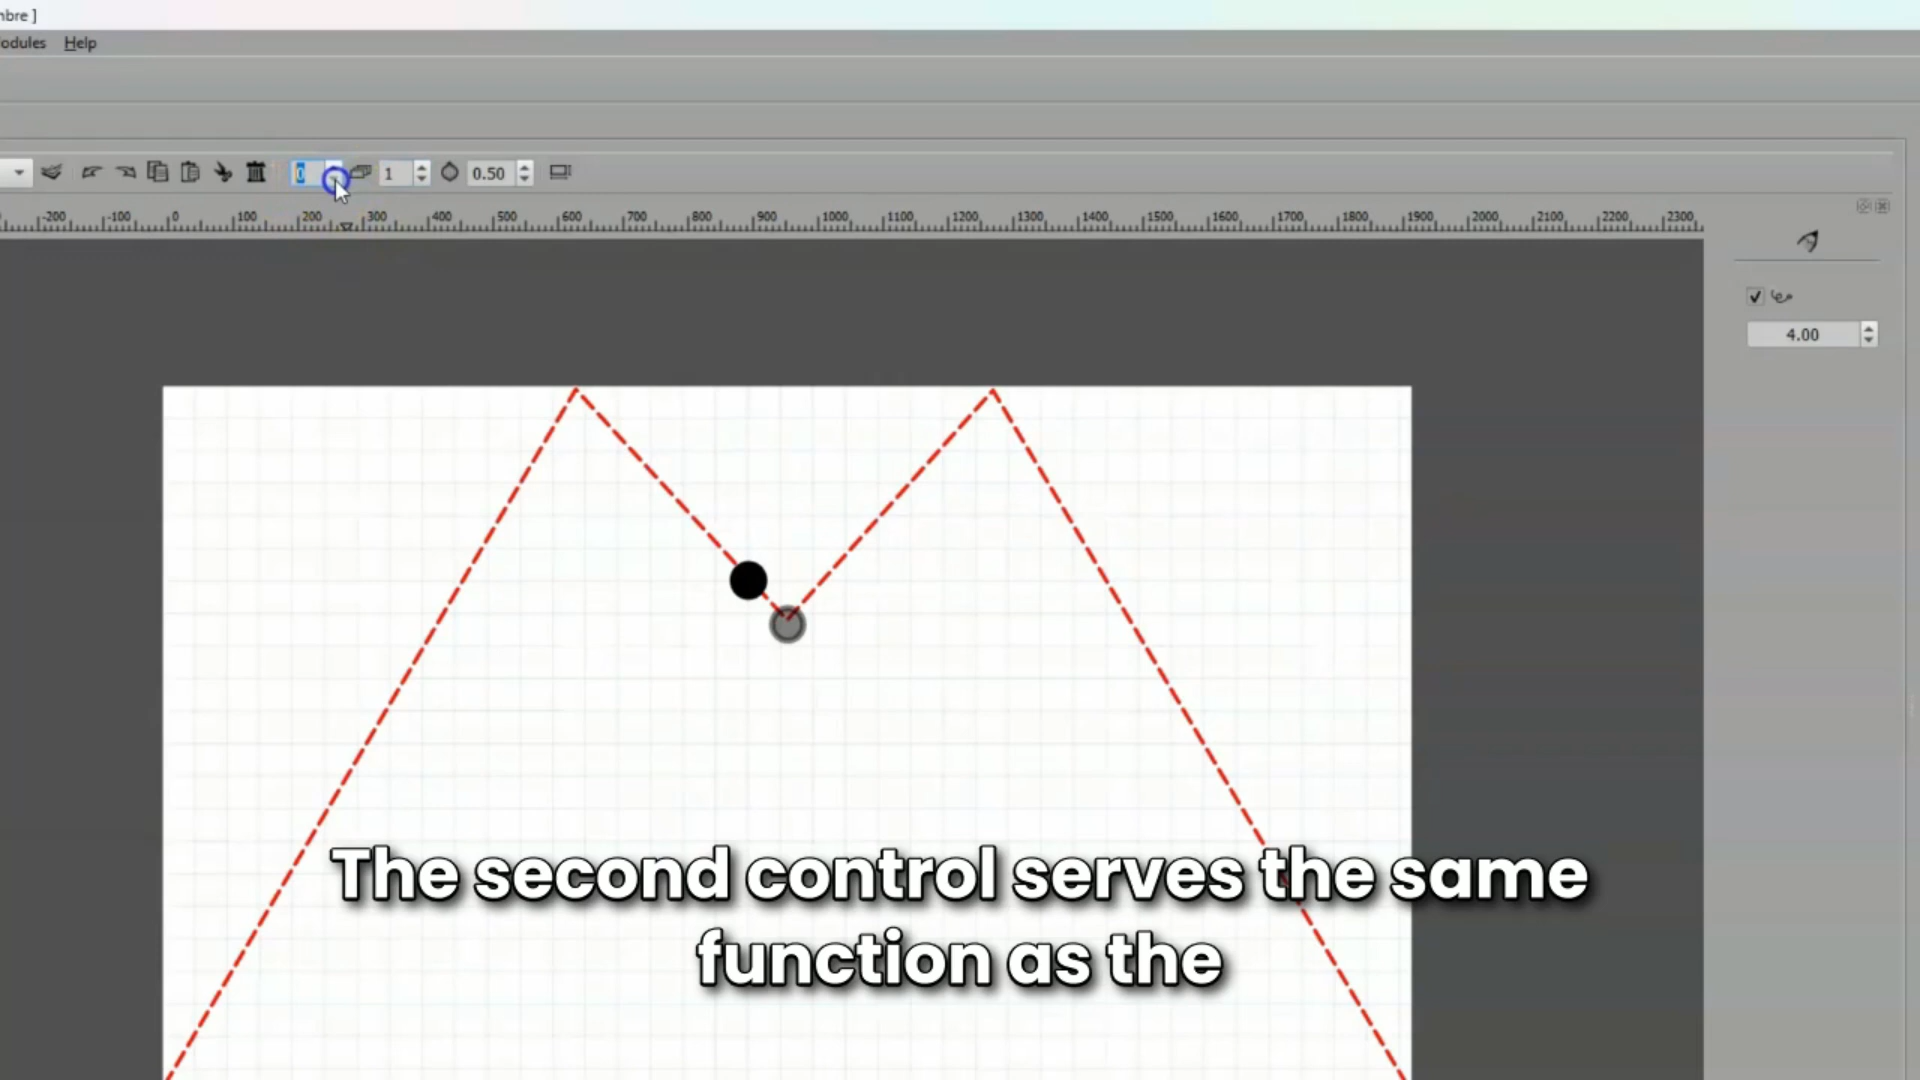 mbre ]
odules Help
0 1 0.50
-200 -100 0 100 200 300 400 500 600 700 800 900 1000 1100 1200 1300 1400 1500 1600 1700 1800 1900 2000 2100 2200 2300
4.00
The second control serves the same
function as the